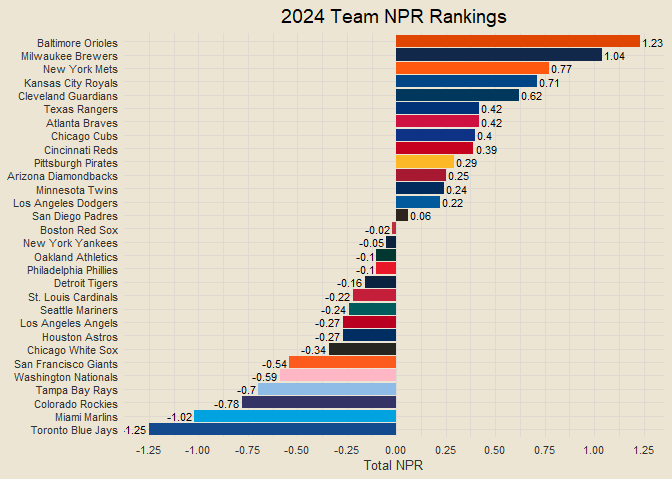 2024 Team NPR Rankings
Baltimore Orioles 1.23
Milwaukee Brewers 1.04
New York Mets 0.77
Kansas City Royals 0.71
Cleveland Guardians 0.62
Texas Rangers 0.42
Atlanta Braves 0.42
Chicago Cubs 0.4
Cincinnati Reds 0.39
Pittsburgh Pirates 0.29
Arizona Diamondbacks 0.25
Minnesota Twins 0.24
Los Angeles Dodgers 0.22
San Diego Padres 0.06
Boston Red Sox -0.02
New York Yankees -0.05
Oakland Athletics -0.1
Philadelphia Phillies -0.1
Detroit Tigers -0.16
St. Louis Cardinals -0.22
Seattle Mariners -0.24
Los Angeles Angels -0.27
Houston Astros -0.27
Chicago White Sox -0.34
San Francisco Giants -0.54
Washington Nationals -0.59
Tampa Bay Rays -0.7
Colorado Rockies -0.78
Miami Marlins -1.02
Toronto Blue Jays -1.25
-1.25 -1.00 -0.75 -0.50 -0.25 0.00 0.25 0.50 0.75 1.00 1.25
Total NPR